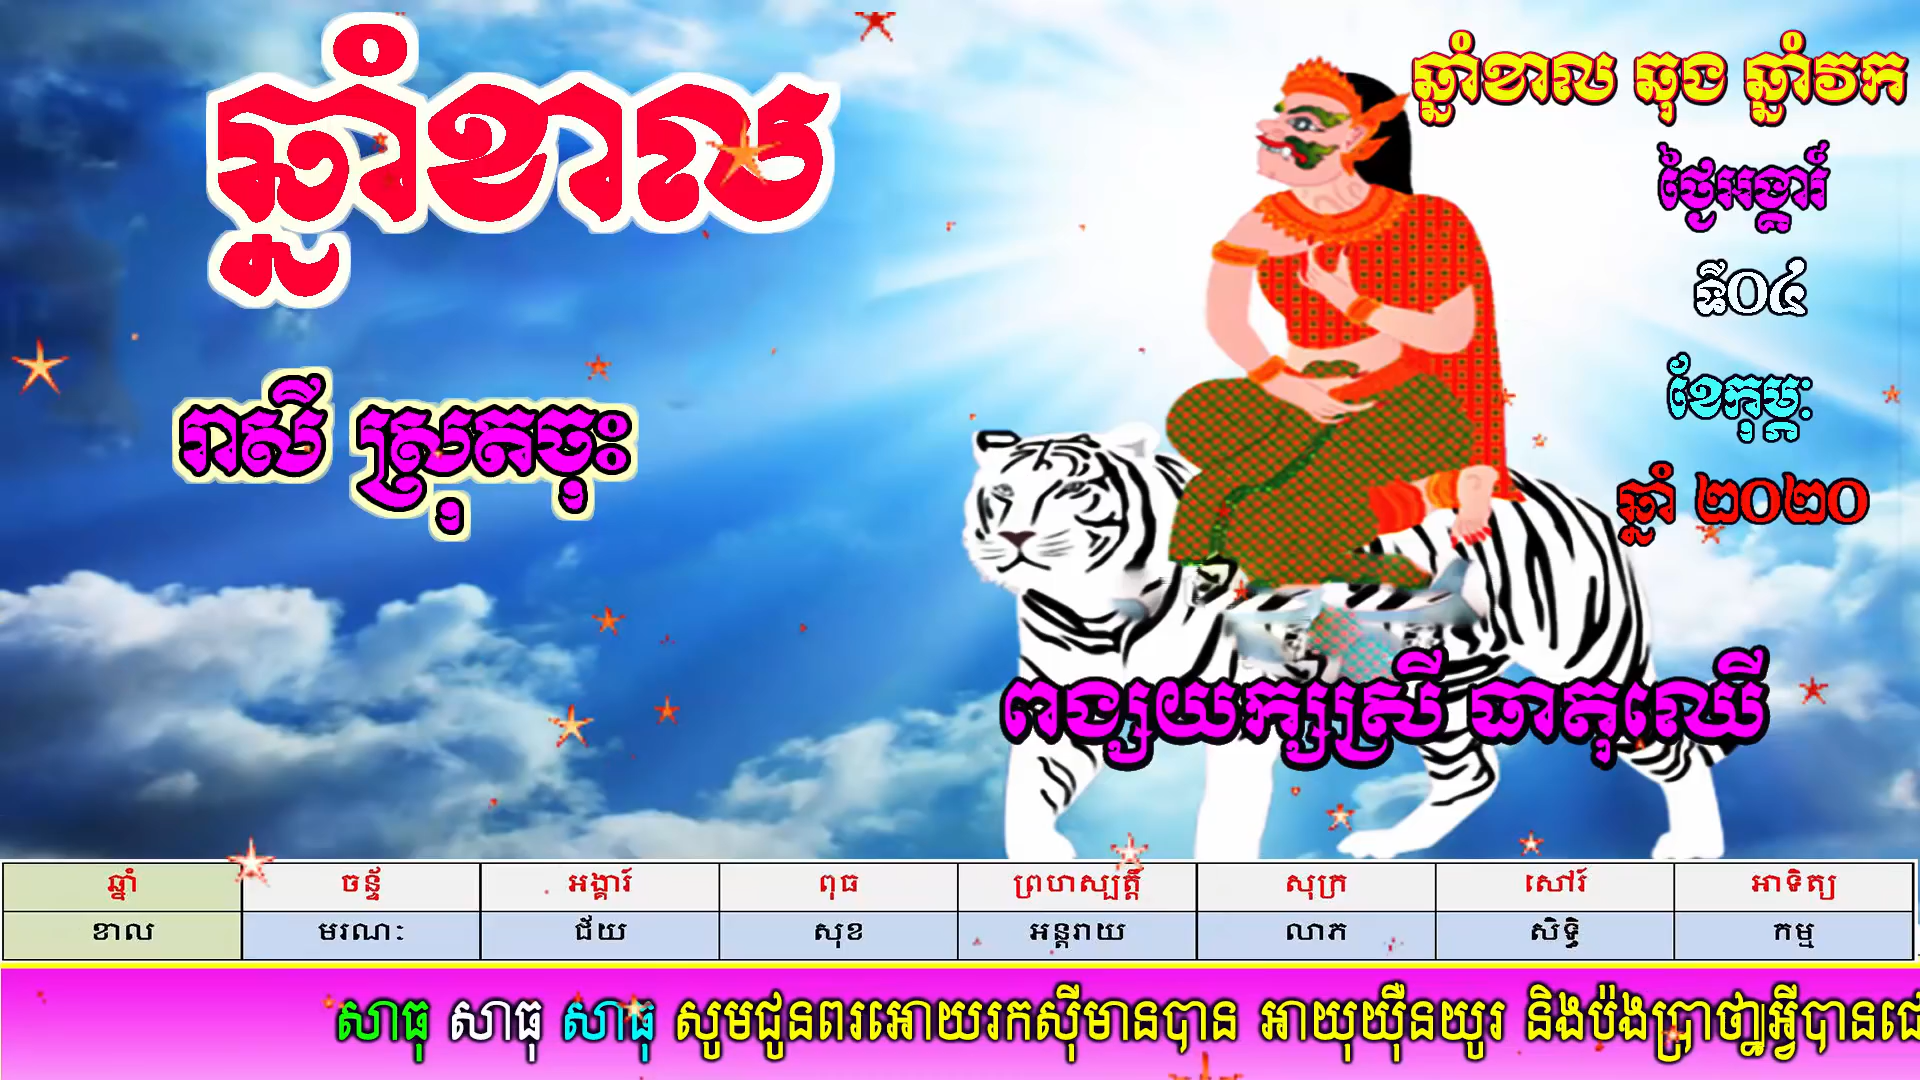 ឆ្នាំខាល
ឆ្នាំខាល ឆុង ឆ្នាំវក
ថ្ងៃអង្គារ៍
ទី០៤
ខែកុម្ភៈ
ឆ្នាំ ២០២០
រាសី ស្រុតចុះ
ពង្សយក្សស្រី ធាតុឈើ
ឆ្នាំ ចន្ទ័ អង្គារ៍ ពុធ ព្រហស្បត្តិ៍ សុក្រ សៅរ៍ អាទិត្យ
ខាល មរណៈ ជ័យ សុខ អន្តរាយ លាភ សិទ្ធិ កម្ម
សាធុ សាធុ សាធុ សូមជូនពរអោយរកស៊ីមានបាន អាយុយ៉ឺនយូរ និងប៉ងប្រាថា្នអ្វីបាន